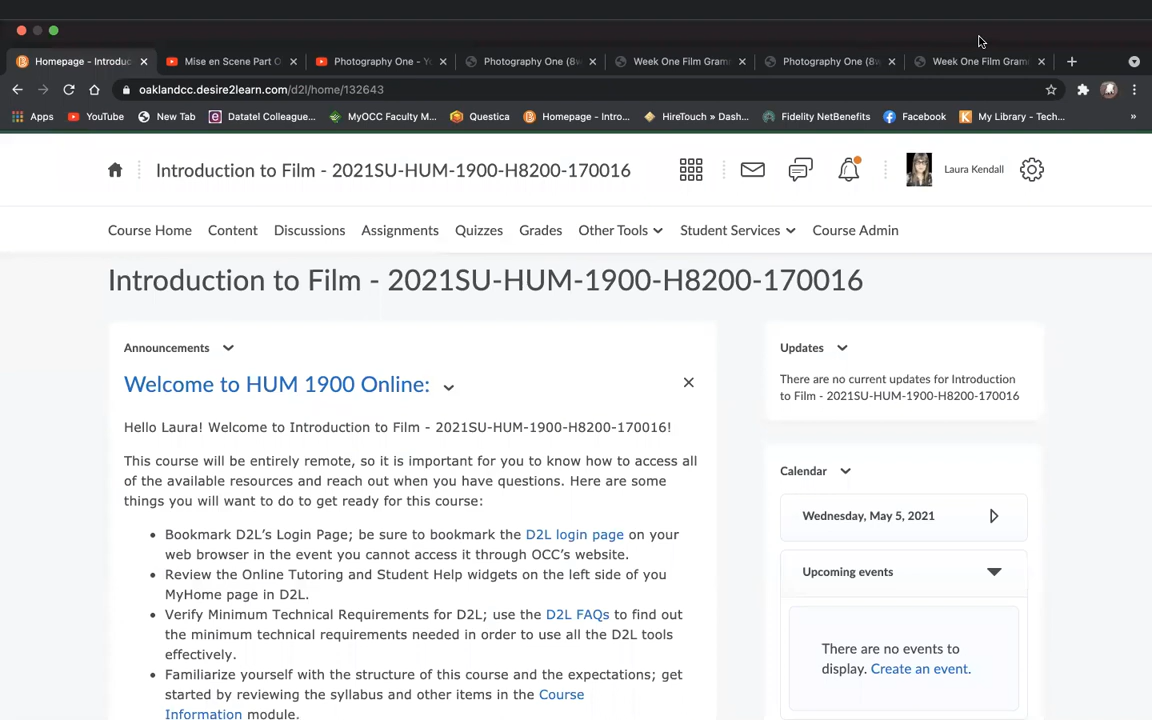 Homepage - Introduc
Mise en Scene Part O
Photography One - Yo
Photography One (8w
Week One Film Gram
Photography One (8w
Week One Film Gram
oaklandcc.desire2learn.com/d2l/home/132643
Apps YouTube New Tab Datatel Colleague... MyOCC Faculty M... Questica Homepage - Intro... HireTouch » Dash... Fidelity NetBenefits Facebook My Library - Tech... »
Introduction to Film - 2021SU-HUM-1900-H8200-170016
Laura Kendall
Course Home Content Discussions Assignments Quizzes Grades Other Tools Student Services Course Admin
Introduction to Film - 2021SU-HUM-1900-H8200-170016
Announcements
Welcome to HUM 1900 Online:
Hello Laura! Welcome to Introduction to Film - 2021SU-HUM-1900-H8200-170016!
This course will be entirely remote, so it is important for you to know how to access all
of the available resources and reach out when you have questions. Here are some
things you will want to do to get ready for this course:
• Bookmark D2L’s Login Page; be sure to bookmark the D2L login page on your
web browser in the event you cannot access it through OCC’s website.
• Review the Online Tutoring and Student Help widgets on the left side of you
MyHome page in D2L.
• Verify Minimum Technical Requirements for D2L; use the D2L FAQs to find out
the minimum technical requirements needed in order to use all the D2L tools
effectively.
• Familiarize yourself with the structure of this course and the expectations; get
started by reviewing the syllabus and other items in the Course
Information module.
Updates
There are no current updates for Introduction
to Film - 2021SU-HUM-1900-H8200-170016
Calendar
Wednesday, May 5, 2021
Upcoming events
There are no events to
display. Create an event.